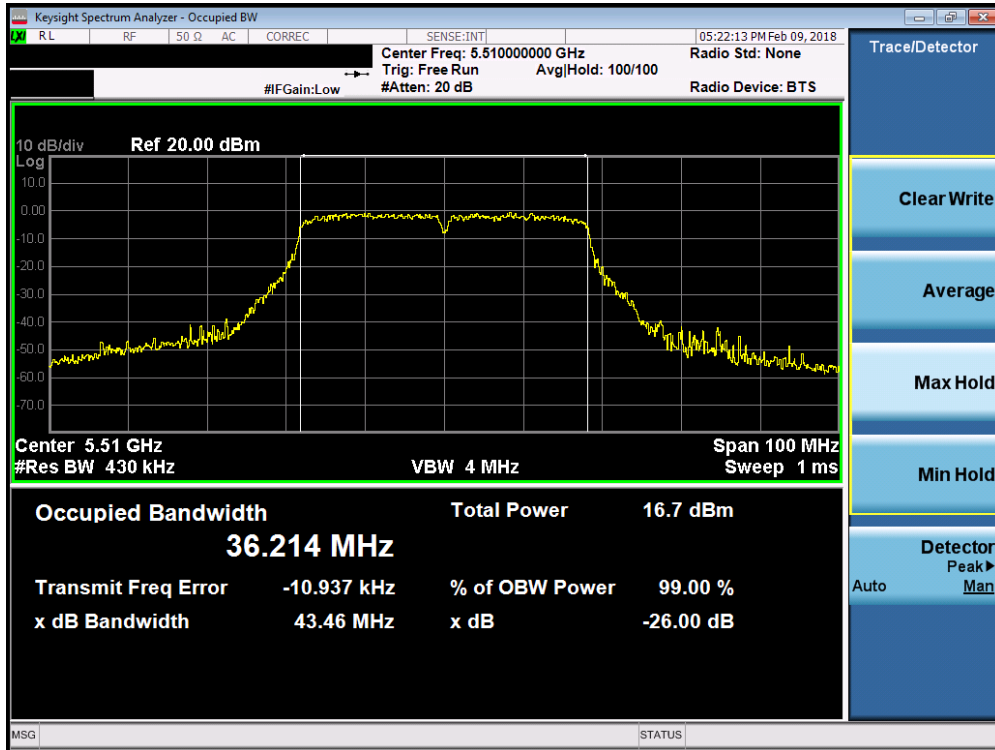 Keysight Spectrum Analyzer - Occupied BW
LXI RL RF 50 Ω AC CORREC SENSE:INT 05:22:13 PM Feb 09, 2018
Center Freq: 5.510000000 GHz Radio Std: None
Trig: Free Run Avg|Hold: 100/100
#IFGain:Low #Atten: 20 dB Radio Device: BTS
Trace/Detector
10 dB/div Ref 20.00 dBm
Log
10.0
0.00
-10.0
-20.0
-30.0
-40.0
-50.0
-60.0
-70.0
Center 5.51 GHz Span 100 MHz
#Res BW 430 kHz VBW 4 MHz Sweep 1 ms
Occupied Bandwidth Total Power 16.7 dBm
36.214 MHz
Transmit Freq Error -10.937 kHz % of OBW Power 99.00 %
x dB Bandwidth 43.46 MHz x dB -26.00 dB
Clear Write
Average
Max Hold
Min Hold
Detector
Peak▶
Auto Man
MSG STATUS